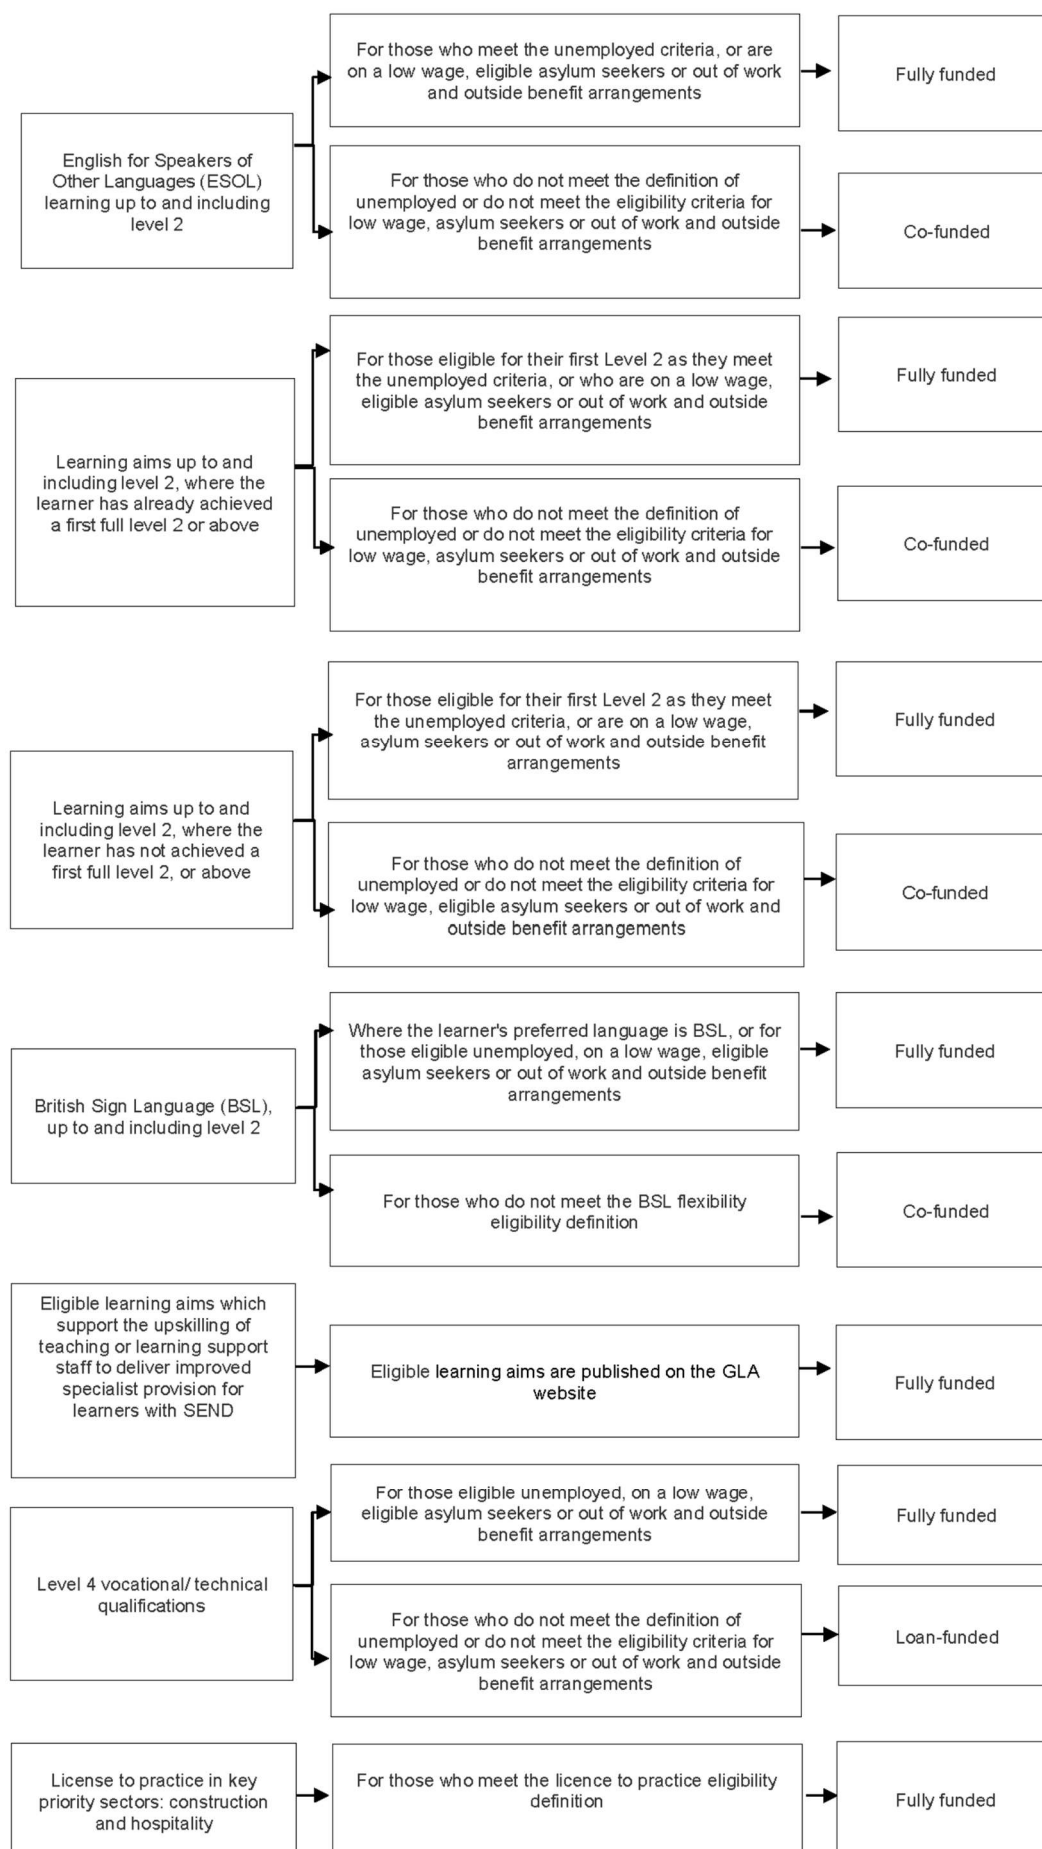 For those who meet the unemployed criteria, or are
on a low wage, eligible asylum seekers or out of work
and outside benefit arrangements
Fully funded
English for Speakers of
Other Languages (ESOL)
learning up to and including
level 2
For those who do not meet the definition of
unemployed or do not meet the eligibility criteria for
low wage, asylum seekers or out of work and outside
benefit arrangements
Co-funded
For those eligible for their first Level 2 as they meet
the unemployed criteria, or who are on a low wage,
eligible asylum seekers or out of work and outside
benefit arrangements
Fully funded
Learning aims up to and
including level 2, where the
learner has already achieved
a first full level 2 or above
For those who do not meet the definition of
unemployed or do not meet the eligibility criteria for
low wage, asylum seekers or out of work and outside
benefit arrangements
Co-funded
For those eligible for their first Level 2 as they meet
the unemployed criteria, or are on a low wage,
asylum seekers or out of work and outside benefit
arrangements
Fully funded
Learning aims up to and
including level 2, where the
learner has not achieved a
first full level 2, or above
For those who do not meet the definition of
unemployed or do not meet the eligibility criteria for
low wage, eligible asylum seekers or out of work and
outside benefit arrangements
Co-funded
Where the learner's preferred language is BSL, or for
those eligible unemployed, on a low wage, eligible
asylum seekers or out of work and outside benefit
arrangements
Fully funded
British Sign Language (BSL),
up to and including level 2
For those who do not meet the BSL flexibility
eligibility definition
Co-funded
Eligible learning aims which
support the upskilling of
teaching or learning support
staff to deliver improved
specialist provision for
learners with SEND
Eligible learning aims are published on the GLA
website
Fully funded
For those eligible unemployed, on a low wage,
eligible asylum seekers or out of work and outside
benefit arrangements
Fully funded
Level 4 vocational/ technical
qualifications
For those who do not meet the definition of
unemployed or do not meet the eligibility criteria for
low wage, asylum seekers or out of work and outside
benefit arrangements
Loan-funded
License to practice in key
priority sectors: construction
and hospitality
For those who meet the licence to practice eligibility
definition
Fully funded